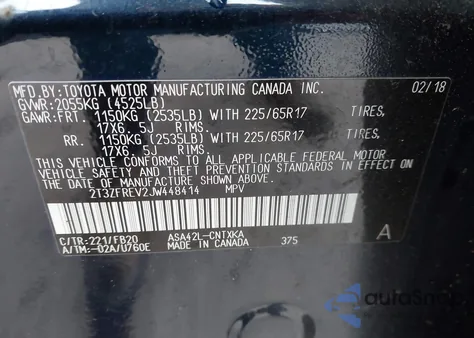 MFD.BY:TOYOTA MOTOR MANUFACTURING CANADA INC. 02/18
GVWR:2055KG (4525LB)
GAWR:FRT. 1150KG (2535LB) WITH 225/65R17 TIRES,
17X6.5J RIMS.
RR. 1150KG (2535LB) WITH 225/65R17 TIRES,
17X6.5J RIMS.
THIS VEHICLE CONFORMS TO ALL APPLICABLE FEDERAL MOTOR
VEHICLE SAFETY AND THEFT PREVENTION STANDARDS IN EFFECT ON
THE DATE OF MANUFACTURE SHOWN ABOVE.
2T3ZFREV2JW448414 MPV
C/TR:221/FB20 ASA42L-CNTXKA A
A/TM:-02A/U760E MADE IN CANADA 375
autoSnap